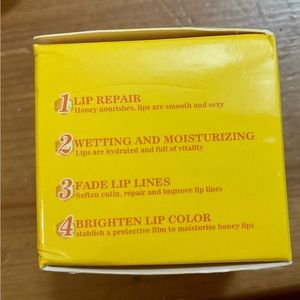 1 LIP REPAIR
Honey nourishes, lips are smooth and sexy
2 WETTING AND MOISTURIZING
Lips are hydrated and full of vitality
3 FADE LIP LINES
Soften cutin, repair and improve lip lines
4 BRIGHTEN LIP COLOR
stablish a protective film to moisturize honey lips